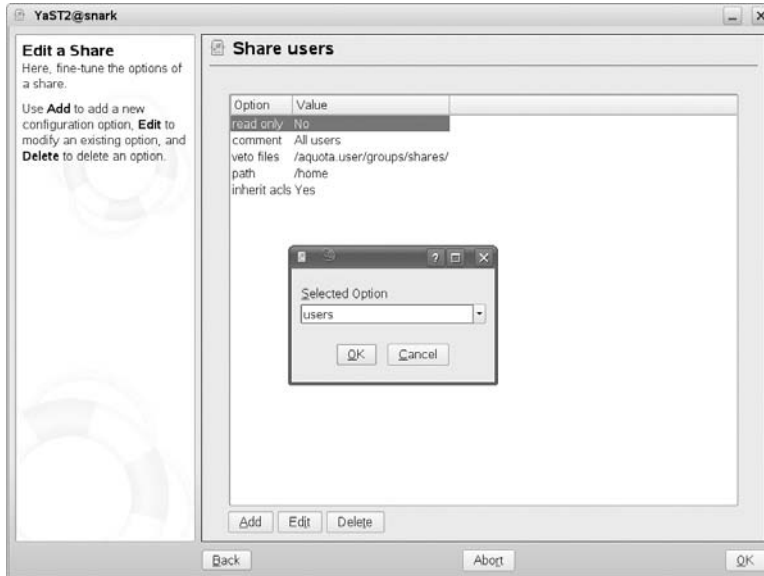 YaST2@snark
Edit a Share
Here, fine-tune the options of
a share.
Use Add to add a new
configuration option, Edit to
modify an existing option, and
Delete to delete an option.
Share users
Option Value
read only No
comment All users
veto files /aquota.user/groups/shares/
path /home
inherit acls Yes
Selected Option
users
OK Cancel
Add Edit Delete
Back Abort OK